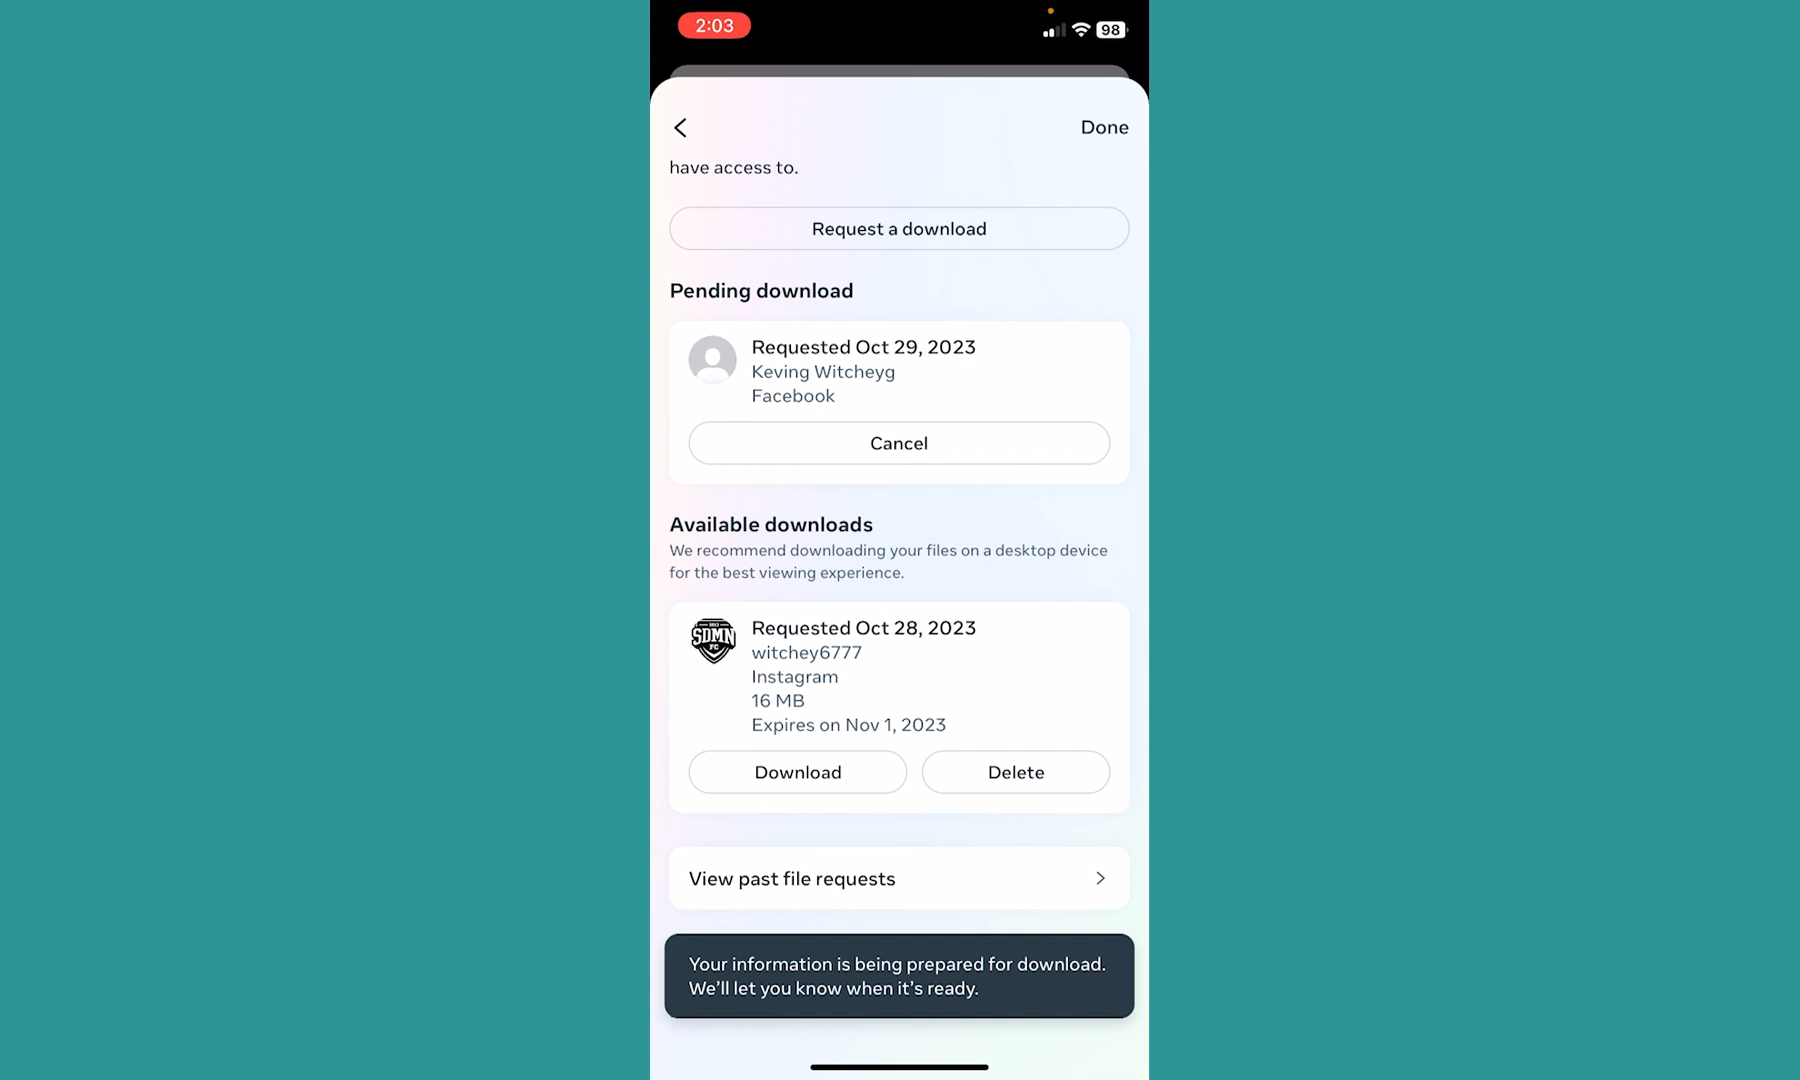 2:03
98
Done
have access to.
Request a download
Pending download
Requested Oct 29, 2023
Keving Witcheyg
Facebook
Cancel
Available downloads
We recommend downloading your files on a desktop device
for the best viewing experience.
SDMN
FC
Requested Oct 28, 2023
witchey6777
Instagram
16 MB
Expires on Nov 1, 2023
Download
Delete
View past file requests
Your information is being prepared for download.
We’ll let you know when it’s ready.